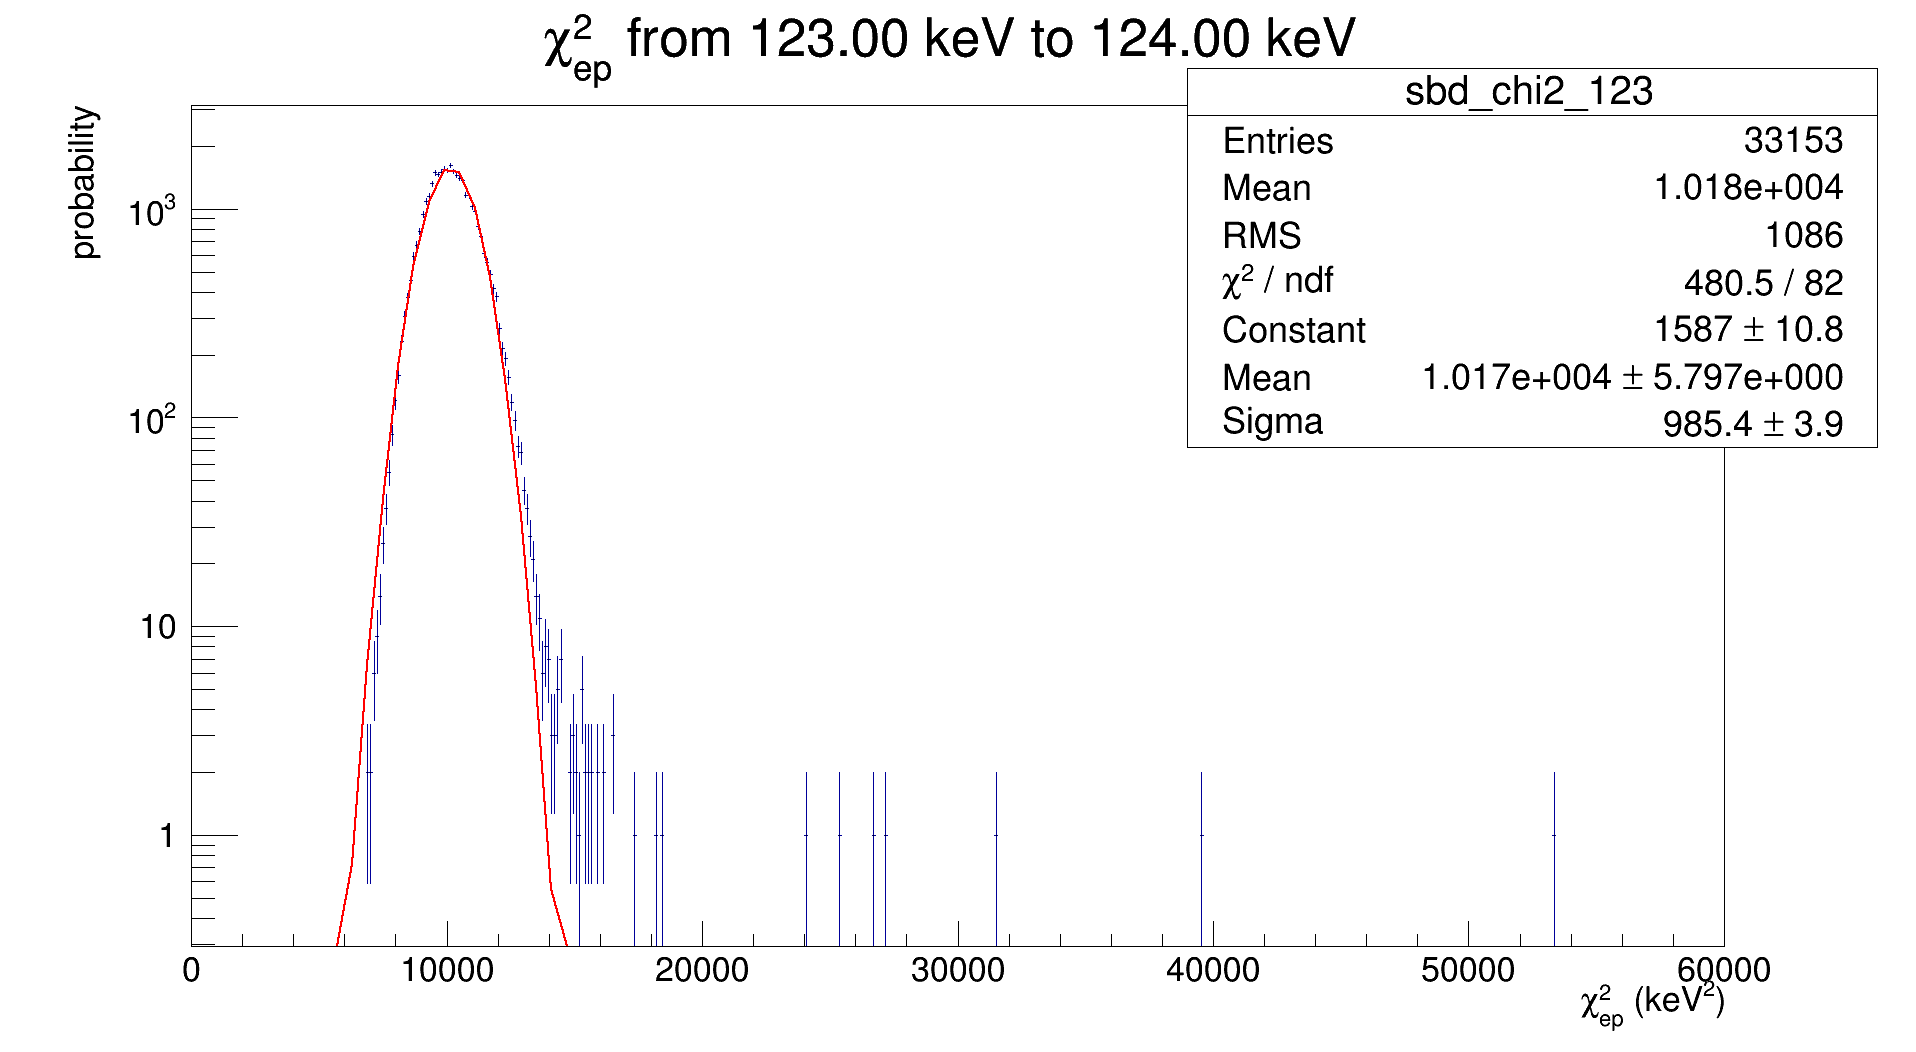 χ²ep from 123.00 keV to 124.00 keV
sbd_chi2_123
Entries 33153
Mean 1.018e+004
RMS 1086
χ² / ndf 480.5 / 82
Constant 1587 ± 10.8
Mean 1.017e+004 ± 5.797e+000
Sigma 985.4 ± 3.9
probability
10³
10²
10
1
0 10000 20000 30000 40000 50000 60000
χ²ep (keV²)